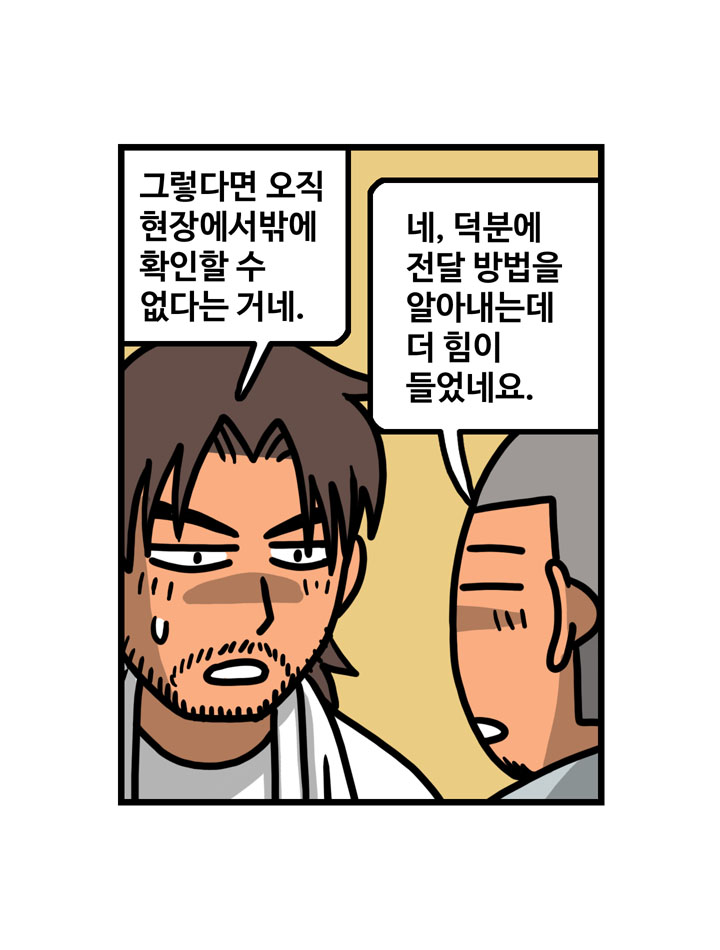 그렇다면 오직
현장에서밖에
확인할 수
없다는 거네.
네, 덕분에
전달 방법을
알아내는데
더 힘이
들었네요.